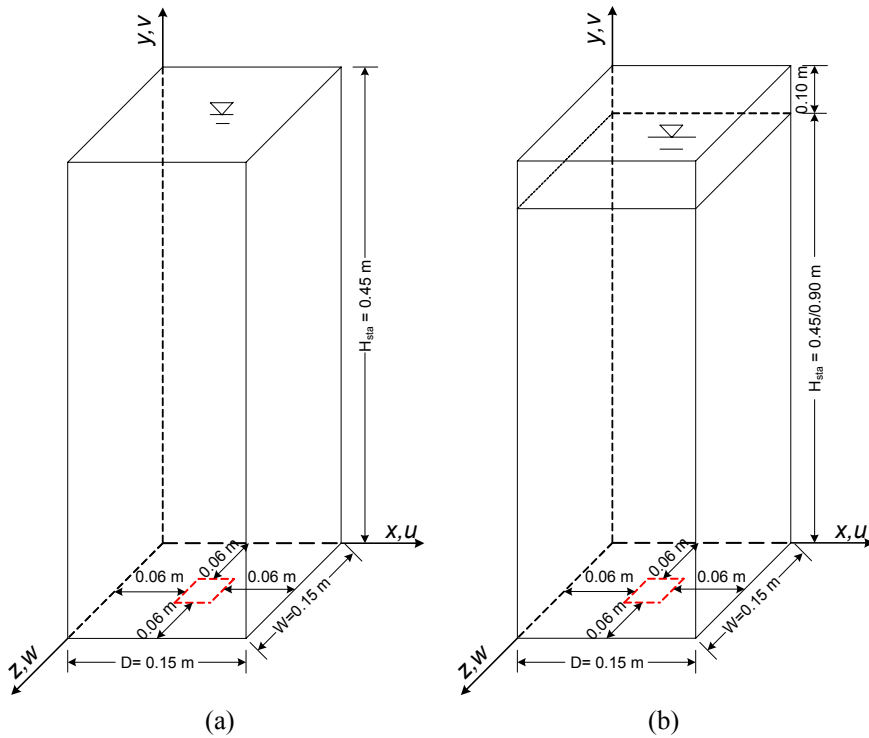 y,v
H_sta = 0.45 m
x,u
0.06 m
0.06 m
0.06 m
0.06 m
W=0.15 m
z,w
D= 0.15 m
(a)
y,v
0.10 m
H_sta = 0.45/0.90 m
x,u
0.06 m
0.06 m
0.06 m
0.06 m
W=0.15 m
z,w
D= 0.15 m
(b)